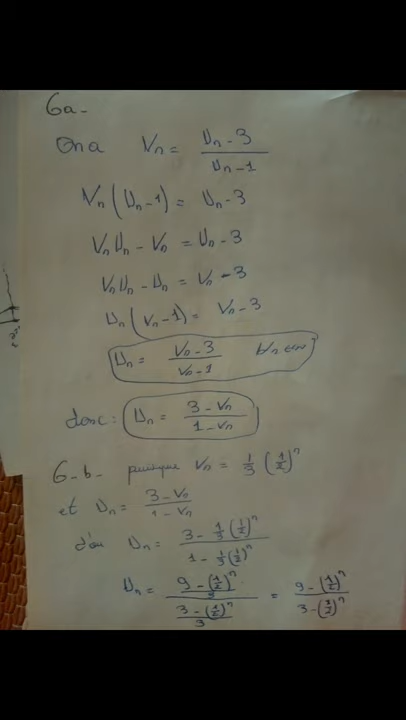 6a-
On a Vn = (Un - 3)/(Un - 1)
Vn(Un - 1) = Un - 3
VnUn - Vn = Un - 3
VnUn - Un = Vn - 3
Un(Vn - 1) = Vn - 3
Un = (Vn - 3)/(Vn - 1) ∀n∈ℕ
donc: Un = (3 - Vn)/(1 - Vn)
6-b- puisque Vn = 1/3 (1/2)^n
et Un = (3 - Vn)/(1 - Vn)
d'où Un = (3 - 1/3(1/2)^n)/(1 - 1/3(1/2)^n)
Un = ((9 - (1/2)^n)/3)/((3 - (1/2)^n)/3) = (9 - (1/2)^n)/(3 - (1/2)^n)